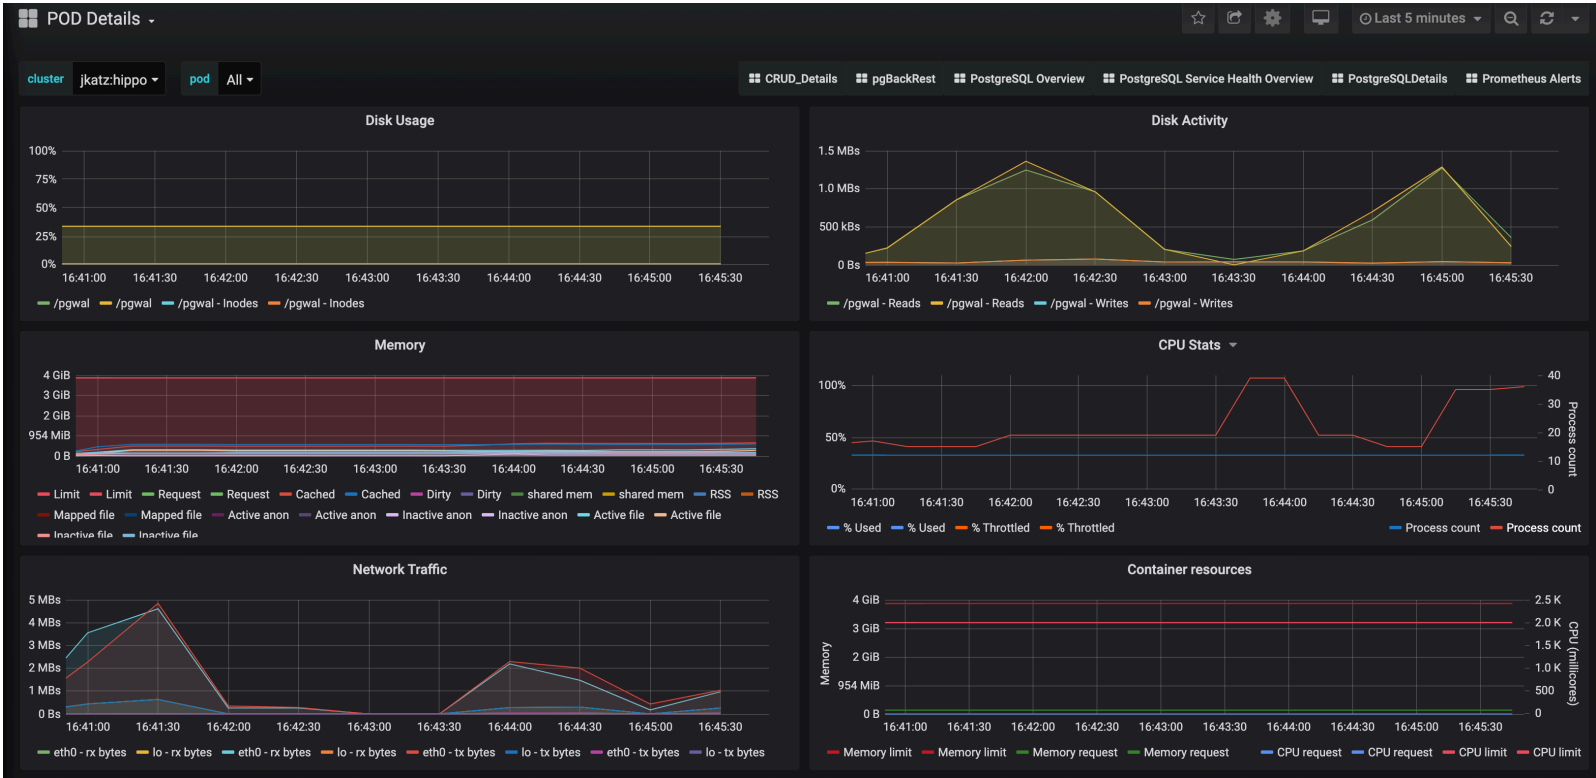 POD Details
Last 5 minutes
cluster jkatz:hippo pod All
CRUD_Details pgBackRest PostgreSQL Overview PostgreSQL Service Health Overview PostgreSQLDetails Prometheus Alerts
Disk Usage
100%
75%
50%
25%
0%
16:41:00 16:41:30 16:42:00 16:42:30 16:43:00 16:43:30 16:44:00 16:44:30 16:45:00 16:45:30
/pgwal /pgwal /pgwal - Inodes /pgwal - Inodes
Disk Activity
1.5 MBs
1.0 MBs
500 kBs
0 Bs
16:41:00 16:41:30 16:42:00 16:42:30 16:43:00 16:43:30 16:44:00 16:44:30 16:45:00 16:45:30
/pgwal - Reads /pgwal - Reads /pgwal - Writes /pgwal - Writes
Memory
4 GiB
3 GiB
2 GiB
954 MiB
0 B
16:41:00 16:41:30 16:42:00 16:42:30 16:43:00 16:43:30 16:44:00 16:44:30 16:45:00 16:45:30
Limit Limit Request Request Cached Cached Dirty Dirty shared mem shared mem RSS RSS
Mapped file Mapped file Active anon Active anon Inactive anon Inactive anon Active file Active file
Inactive file Inactive file
CPU Stats
100%
50%
0%
40
30
20
10
0
Process count
16:41:00 16:41:30 16:42:00 16:42:30 16:43:00 16:43:30 16:44:00 16:44:30 16:45:00 16:45:30
% Used % Used % Throttled % Throttled Process count Process count
Network Traffic
5 MBs
4 MBs
3 MBs
2 MBs
1 MBs
0 Bs
16:41:00 16:41:30 16:42:00 16:42:30 16:43:00 16:43:30 16:44:00 16:44:30 16:45:00 16:45:30
eth0 - rx bytes lo - rx bytes eth0 - rx bytes lo - rx bytes eth0 - tx bytes lo - tx bytes eth0 - tx bytes lo - tx bytes
Container resources
Memory
4 GiB
3 GiB
2 GiB
954 MiB
0 B
2.5 K
2.0 K
1.5 K
1.0 K
500
0
CPU (millicores)
16:41:00 16:41:30 16:42:00 16:42:30 16:43:00 16:43:30 16:44:00 16:44:30 16:45:00 16:45:30
Memory limit Memory limit Memory request Memory request CPU request CPU request CPU limit CPU limit